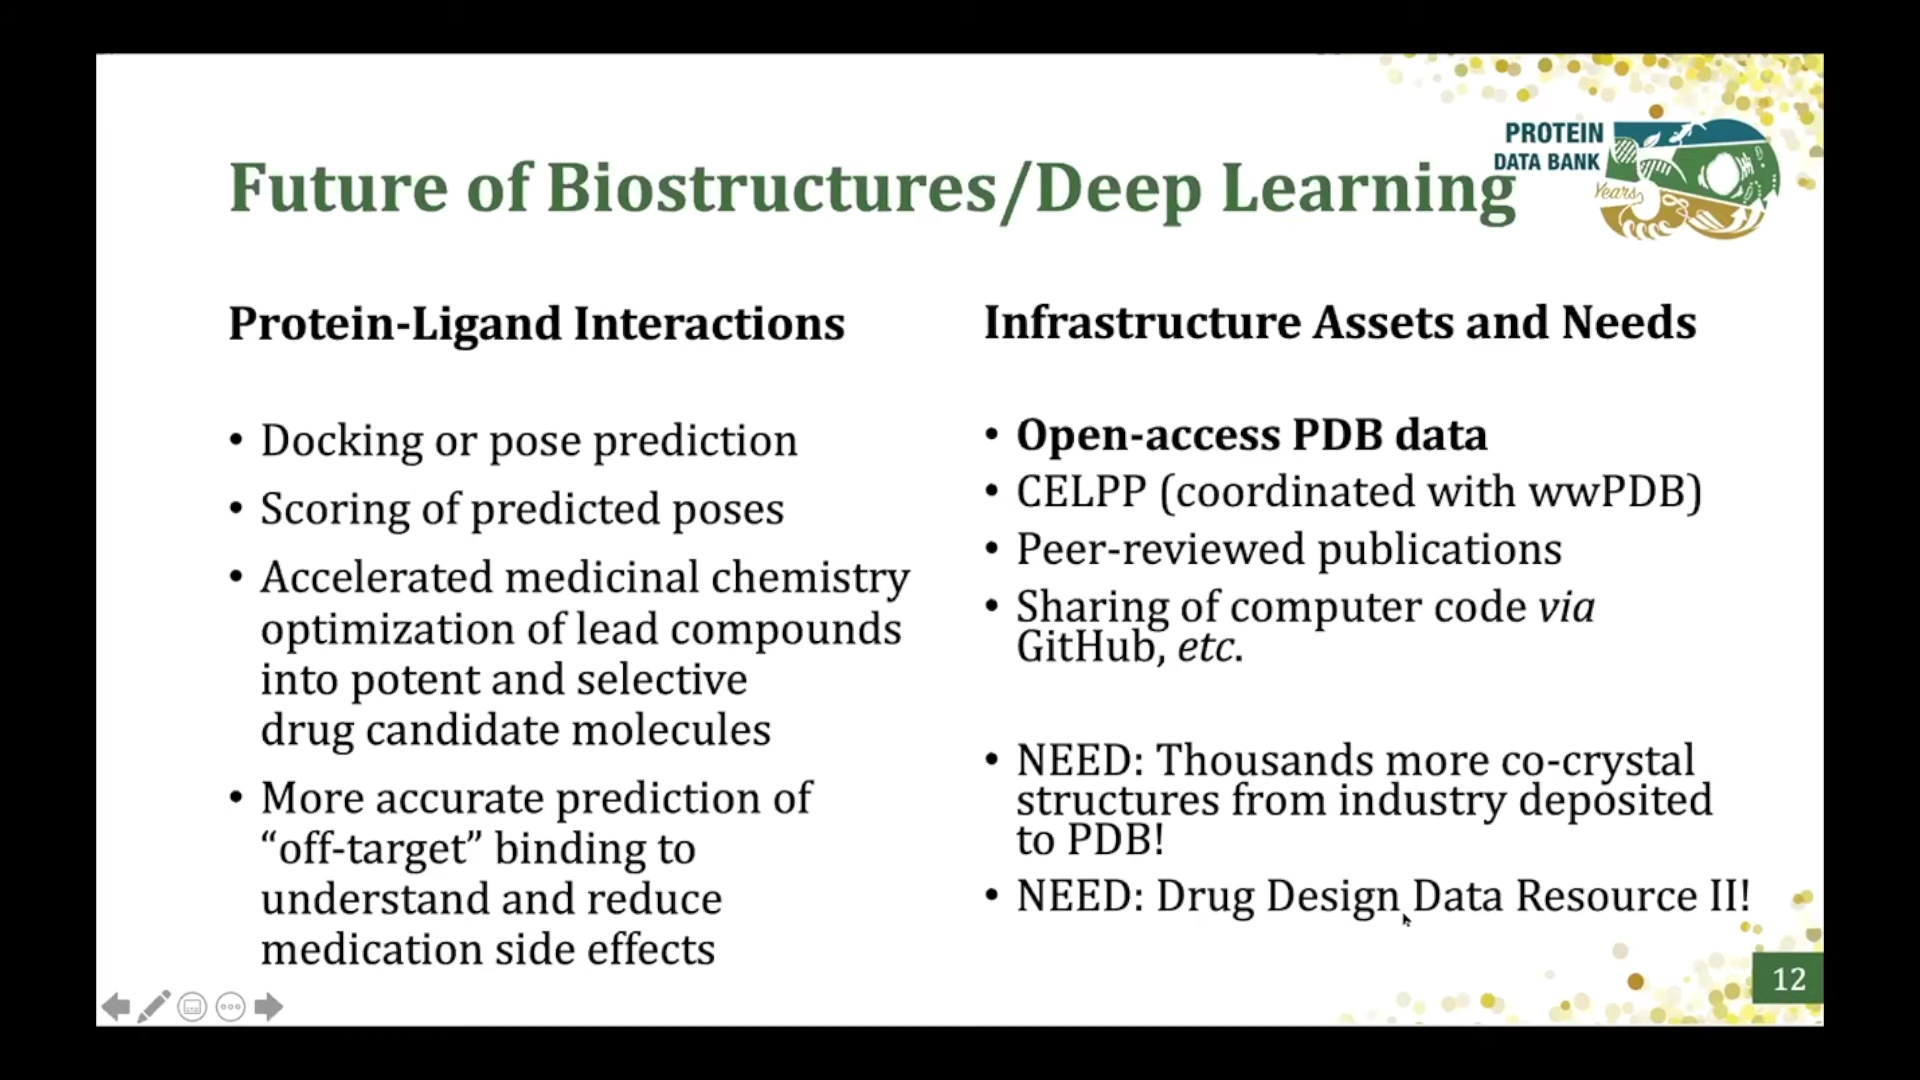 PROTEIN
DATA BANK
Years
Future of Biostructures/Deep Learning
Protein-Ligand Interactions
• Docking or pose prediction
• Scoring of predicted poses
• Accelerated medicinal chemistry
optimization of lead compounds
into potent and selective
drug candidate molecules
• More accurate prediction of
“off-target” binding to
understand and reduce
medication side effects
Infrastructure Assets and Needs
• Open-access PDB data
• CELPP (coordinated with wwPDB)
• Peer-reviewed publications
• Sharing of computer code via
GitHub, etc.
• NEED: Thousands more co-crystal
structures from industry deposited
to PDB!
• NEED: Drug Design Data Resource II!
12